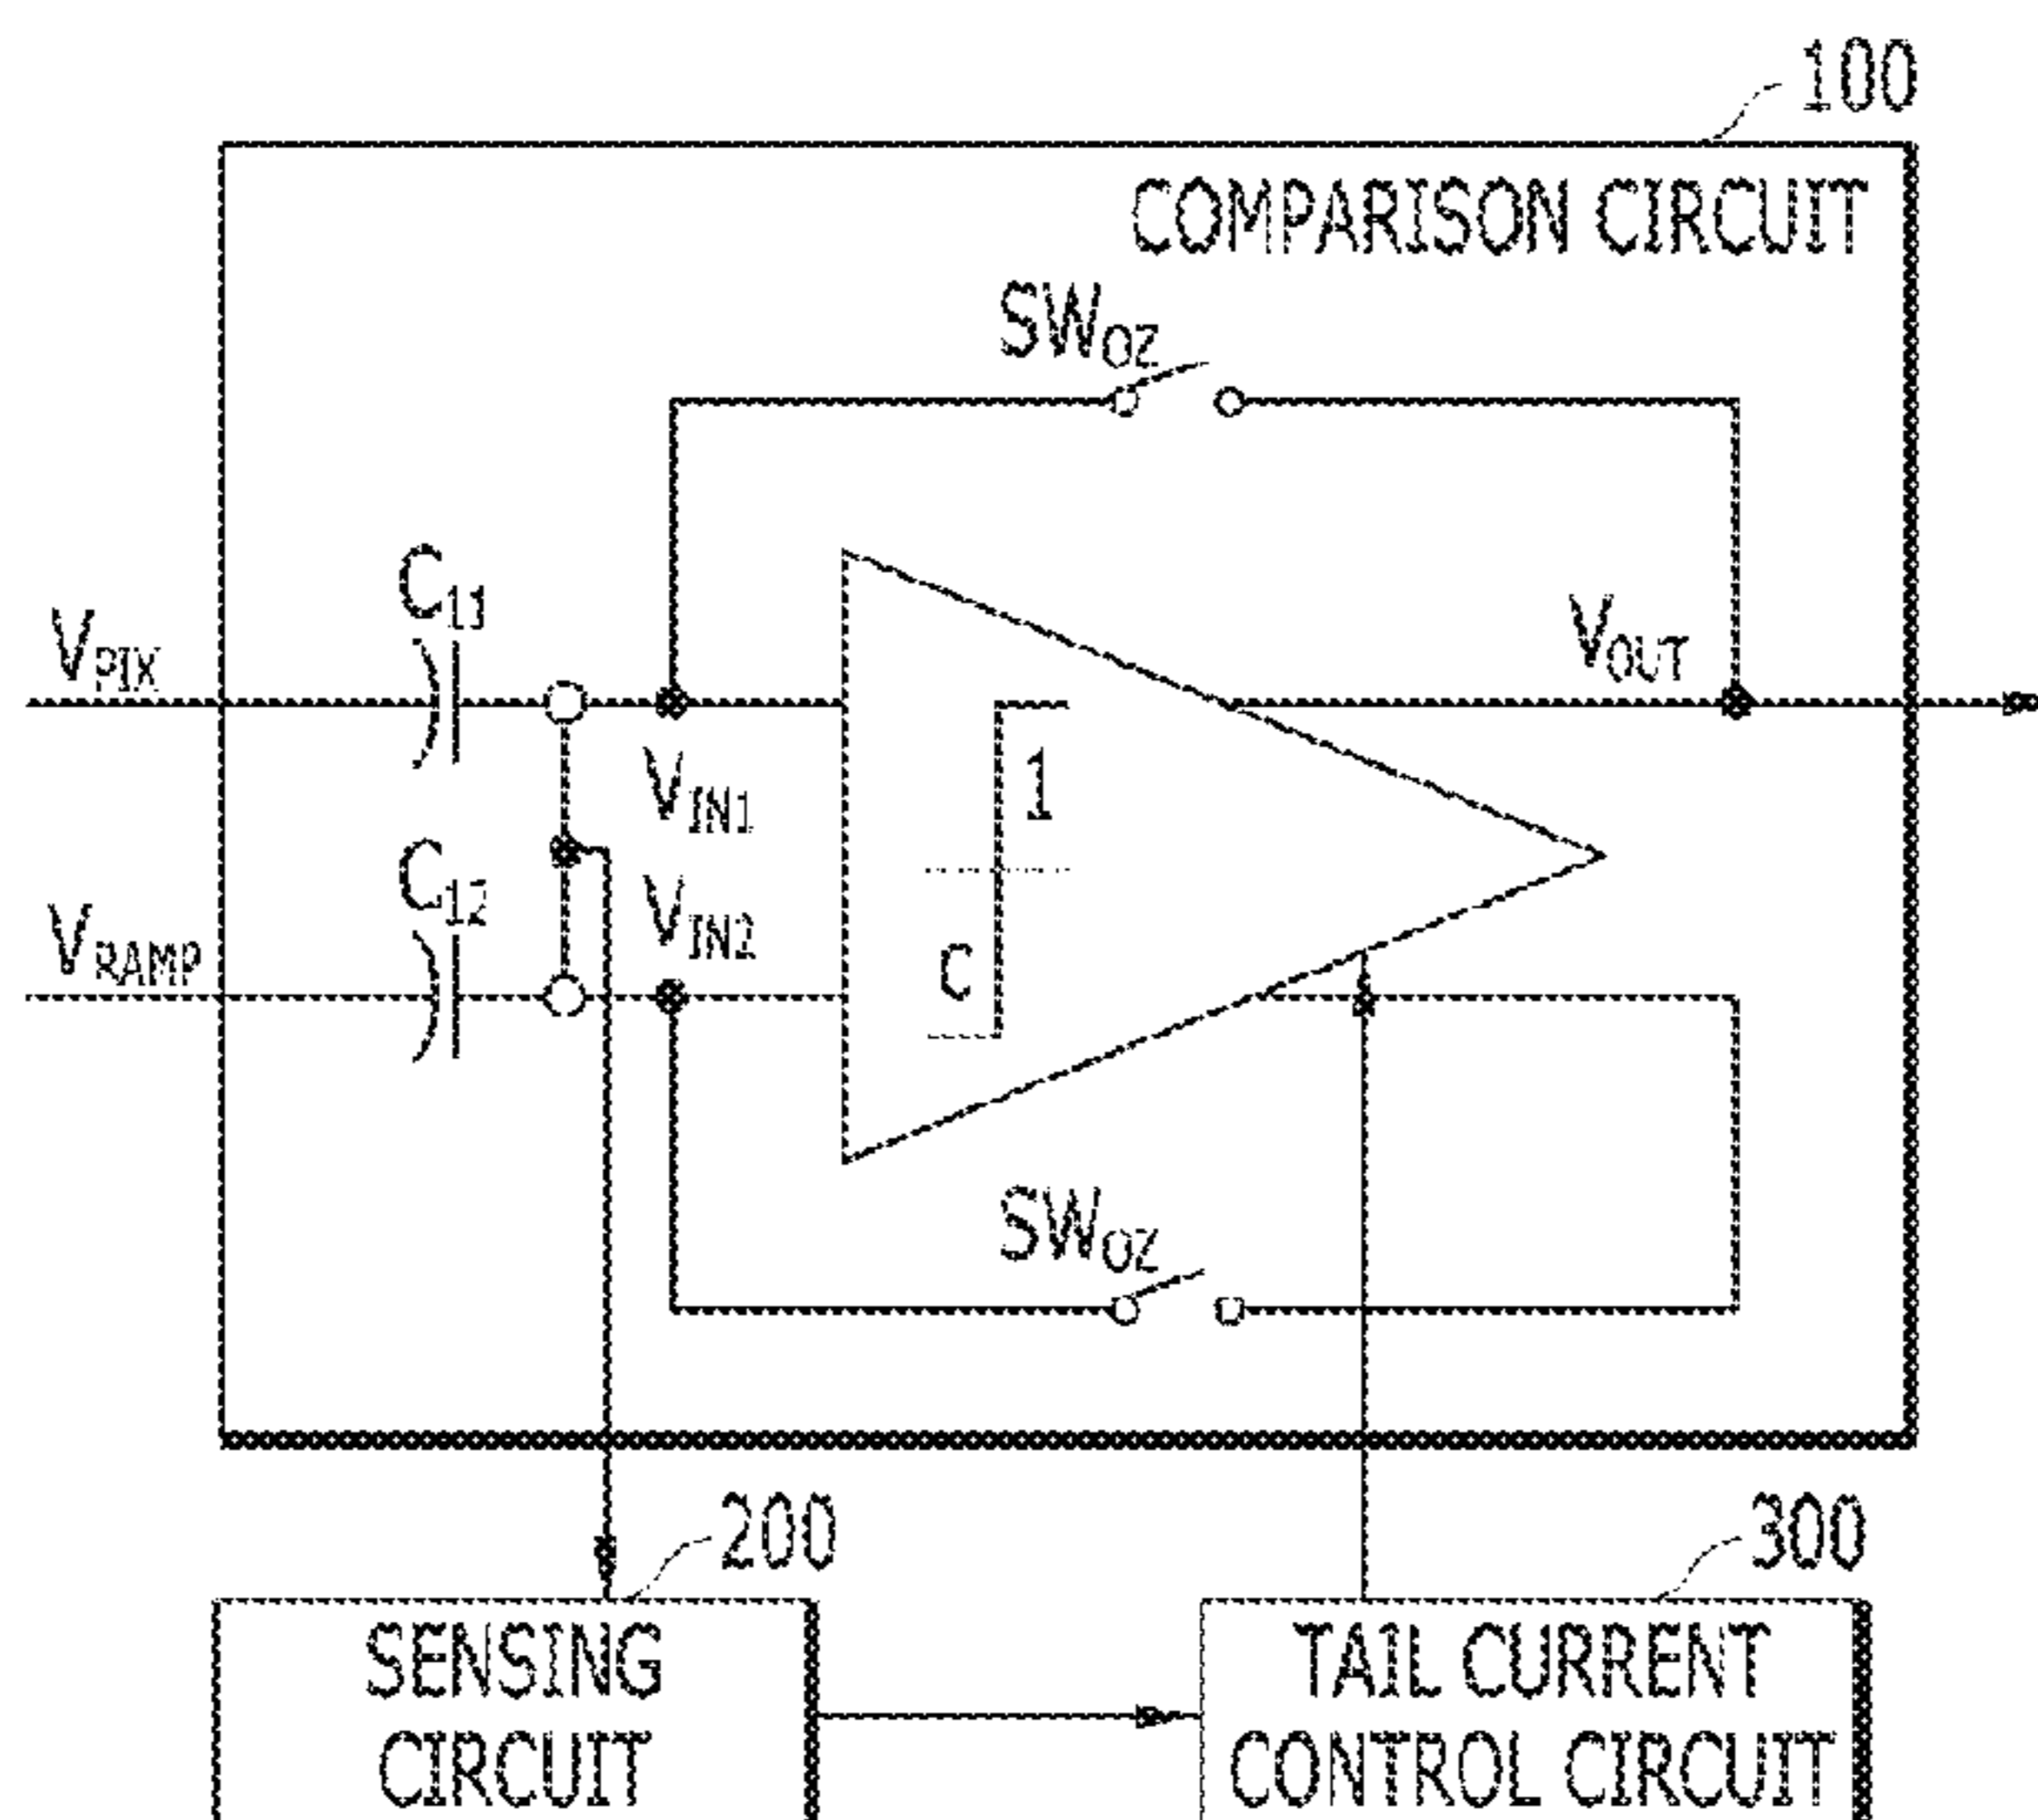 100
COMPARISON CIRCUIT
SWOZ
C11
VPIX
VOUT
1
VIN1
C12
VIN2
VRAMP
C
SWOZ
200
300
SENSING
CIRCUIT
TAIL CURRENT
CONTROL CIRCUIT